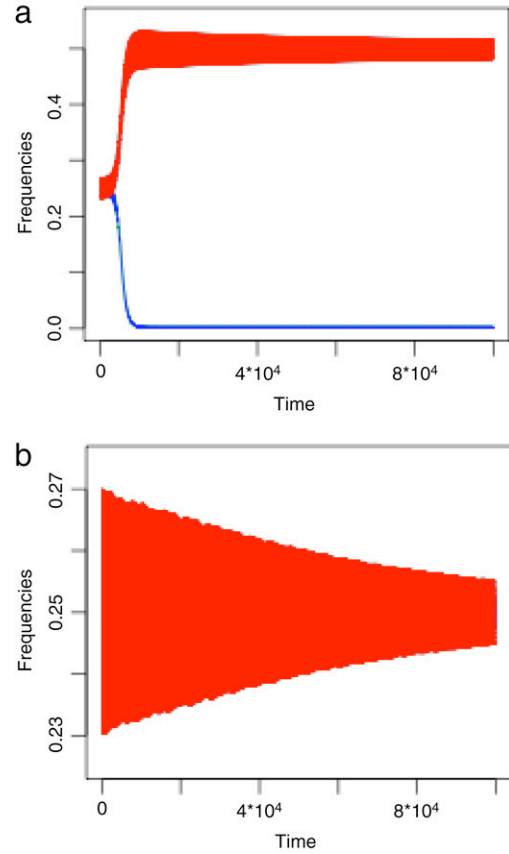 a
Frequencies
0.4
0.2
0.0
0
4*10⁴
8*10⁴
Time
b
Frequencies
0.27
0.25
0.23
0
4*10⁴
8*10⁴
Time